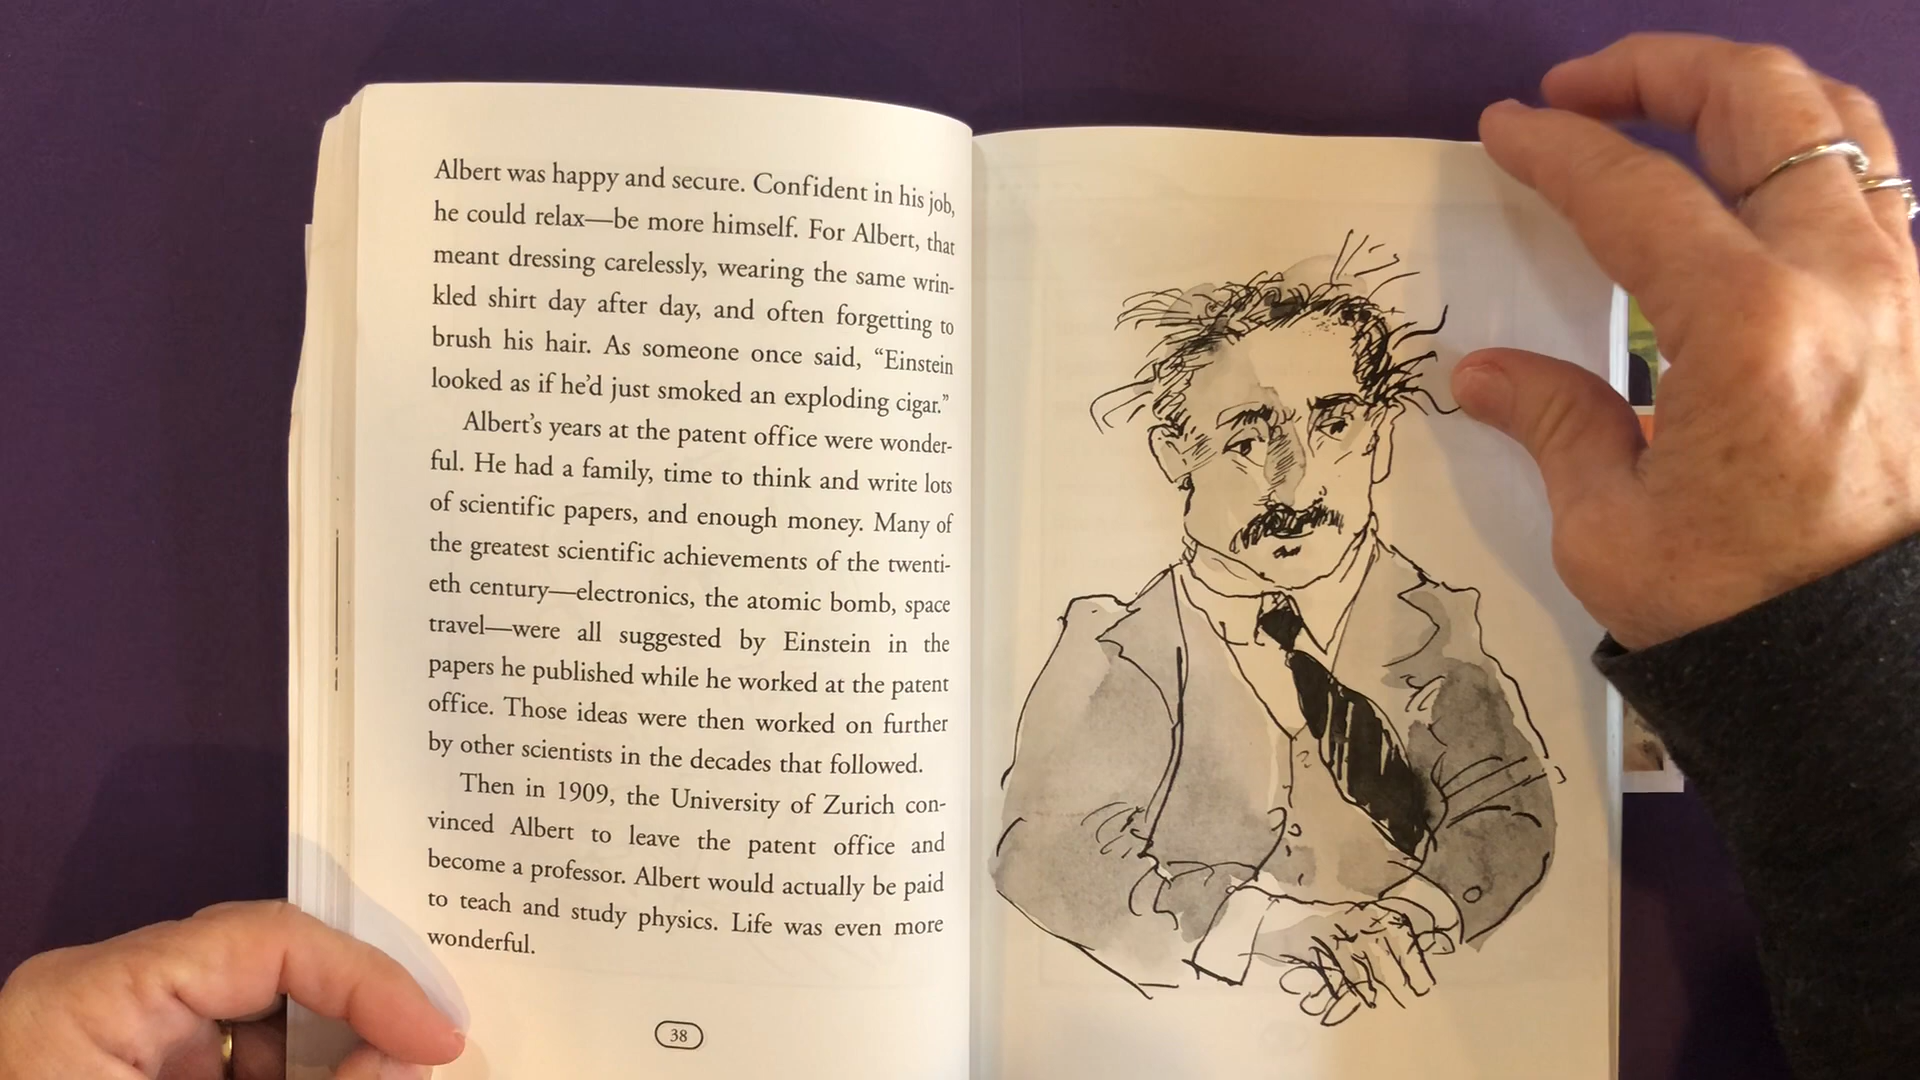 Albert was happy and secure. Confident in his job,
he could relax—be more himself. For Albert, that
meant dressing carelessly, wearing the same wrin-
kled shirt day after day, and often forgetting to
brush his hair. As someone once said, “Einstein
looked as if he’d just smoked an exploding cigar.”
Albert’s years at the patent office were wonder-
ful. He had a family, time to think and write lots
of scientific papers, and enough money. Many of
the greatest scientific achievements of the twenti-
eth century—electronics, the atomic bomb, space
travel—were all suggested by Einstein in the
papers he published while he worked at the patent
office. Those ideas were then worked on further
by other scientists in the decades that followed.
Then in 1909, the University of Zurich con-
vinced Albert to leave the patent office and
become a professor. Albert would actually be paid
to teach and study physics. Life was even more
wonderful.
38